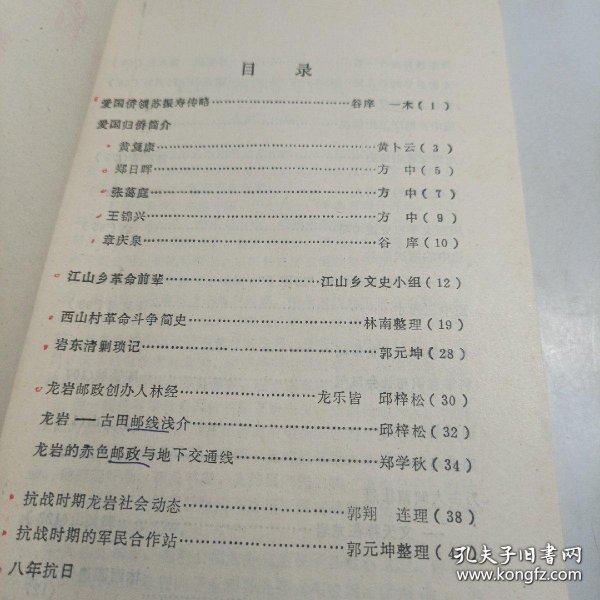 目 录
爱国侨领苏振寿传略……………………谷庠 一木(1)
爱国归侨简介
黄复康……………………………………黄卜云(3)
郑日晖……………………………………方 中(5)
张蔼庭……………………………………方 中(7)
王锦兴……………………………………方 中(9)
章庆泉……………………………………谷 庠(10)
江山乡革命前辈…………………………江山乡文史小组(12)
西山村革命斗争简史……………………林南整理(19)
岩东清剿琐记……………………………郭元坤(28)
龙岩邮政创办人林经……………………龙乐皆 邱梓松(30)
龙岩——古田邮线浅介…………………邱梓松(32)
龙岩的赤色邮政与地下交通线…………郑学秋(34)
抗战时期龙岩社会动态…………………郭翔 连理(38)
抗战时期的军民合作站…………………郭元坤整理(4
八年抗日
孔夫子旧书网
www.kongfz.com